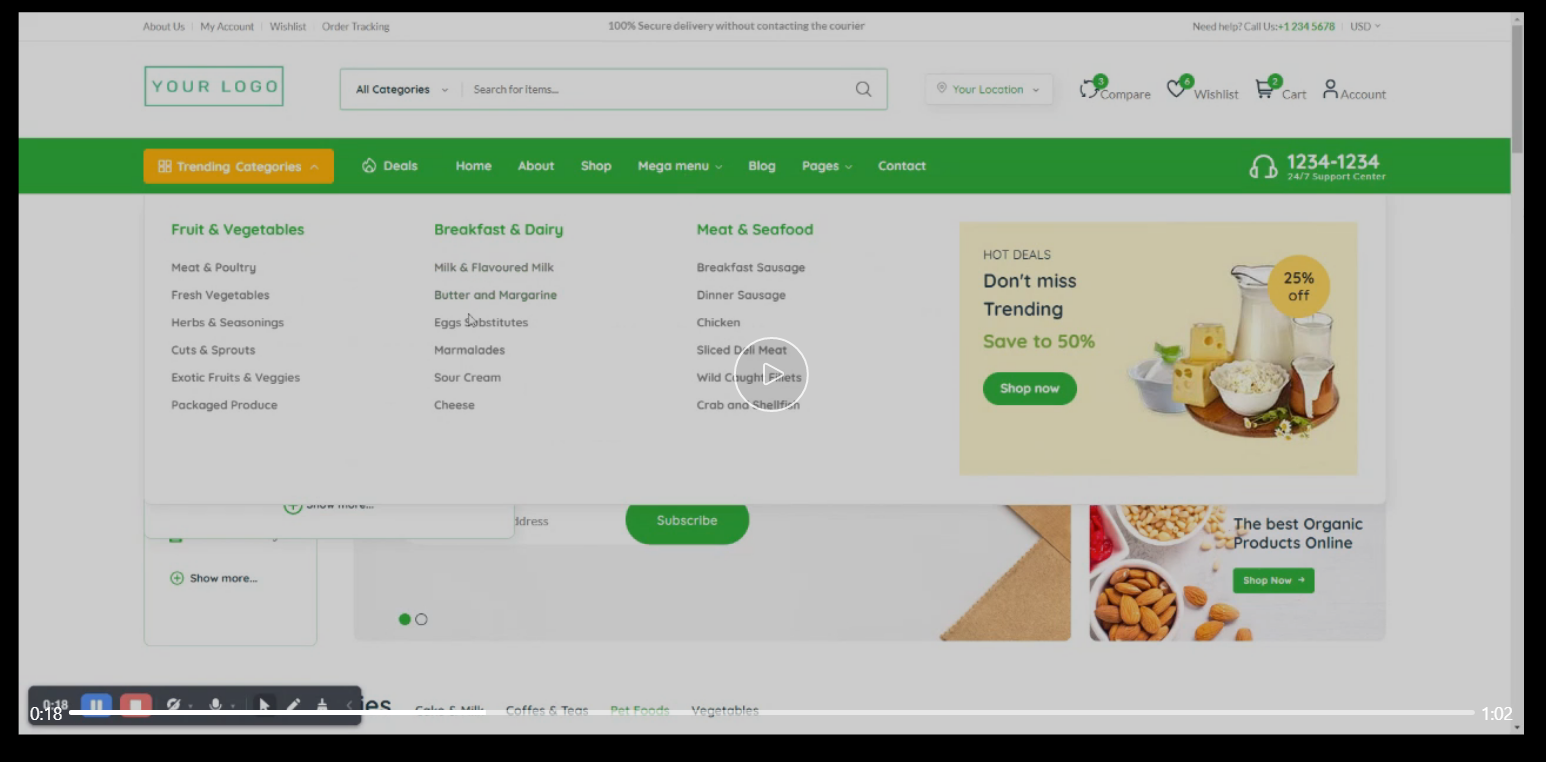 About Us My Account Wishlist Order Tracking
100% Secure delivery without contacting the courier
Need help? Call Us:+1 234 5678 USD
YOUR LOGO
All Categories Search for items...
Your Location
3 Compare 6 Wishlist 2 Cart Account
Trending Categories Deals Home About Shop Mega menu Blog Pages Contact
1234-1234
24/7 Support Center
Fruit & Vegetables
Meat & Poultry
Fresh Vegetables
Herbs & Seasonings
Cuts & Sprouts
Exotic Fruits & Veggies
Packaged Produce
Breakfast & Dairy
Milk & Flavoured Milk
Butter and Margarine
Eggs Substitutes
Marmalades
Sour Cream
Cheese
Meat & Seafood
Breakfast Sausage
Dinner Sausage
Chicken
Sliced Deli Meat
Wild Caught Fillets
Crab and Shellfish
HOT DEALS
Don't miss
Trending
Save to 50%
Shop now
25%
off
Show more...
ddress
Subscribe
Show more...
The best Organic
Products Online
Shop Now
0:18
ies Cake & Milk Coffes & Teas Pet Foods Vegetables
0:18 1:02